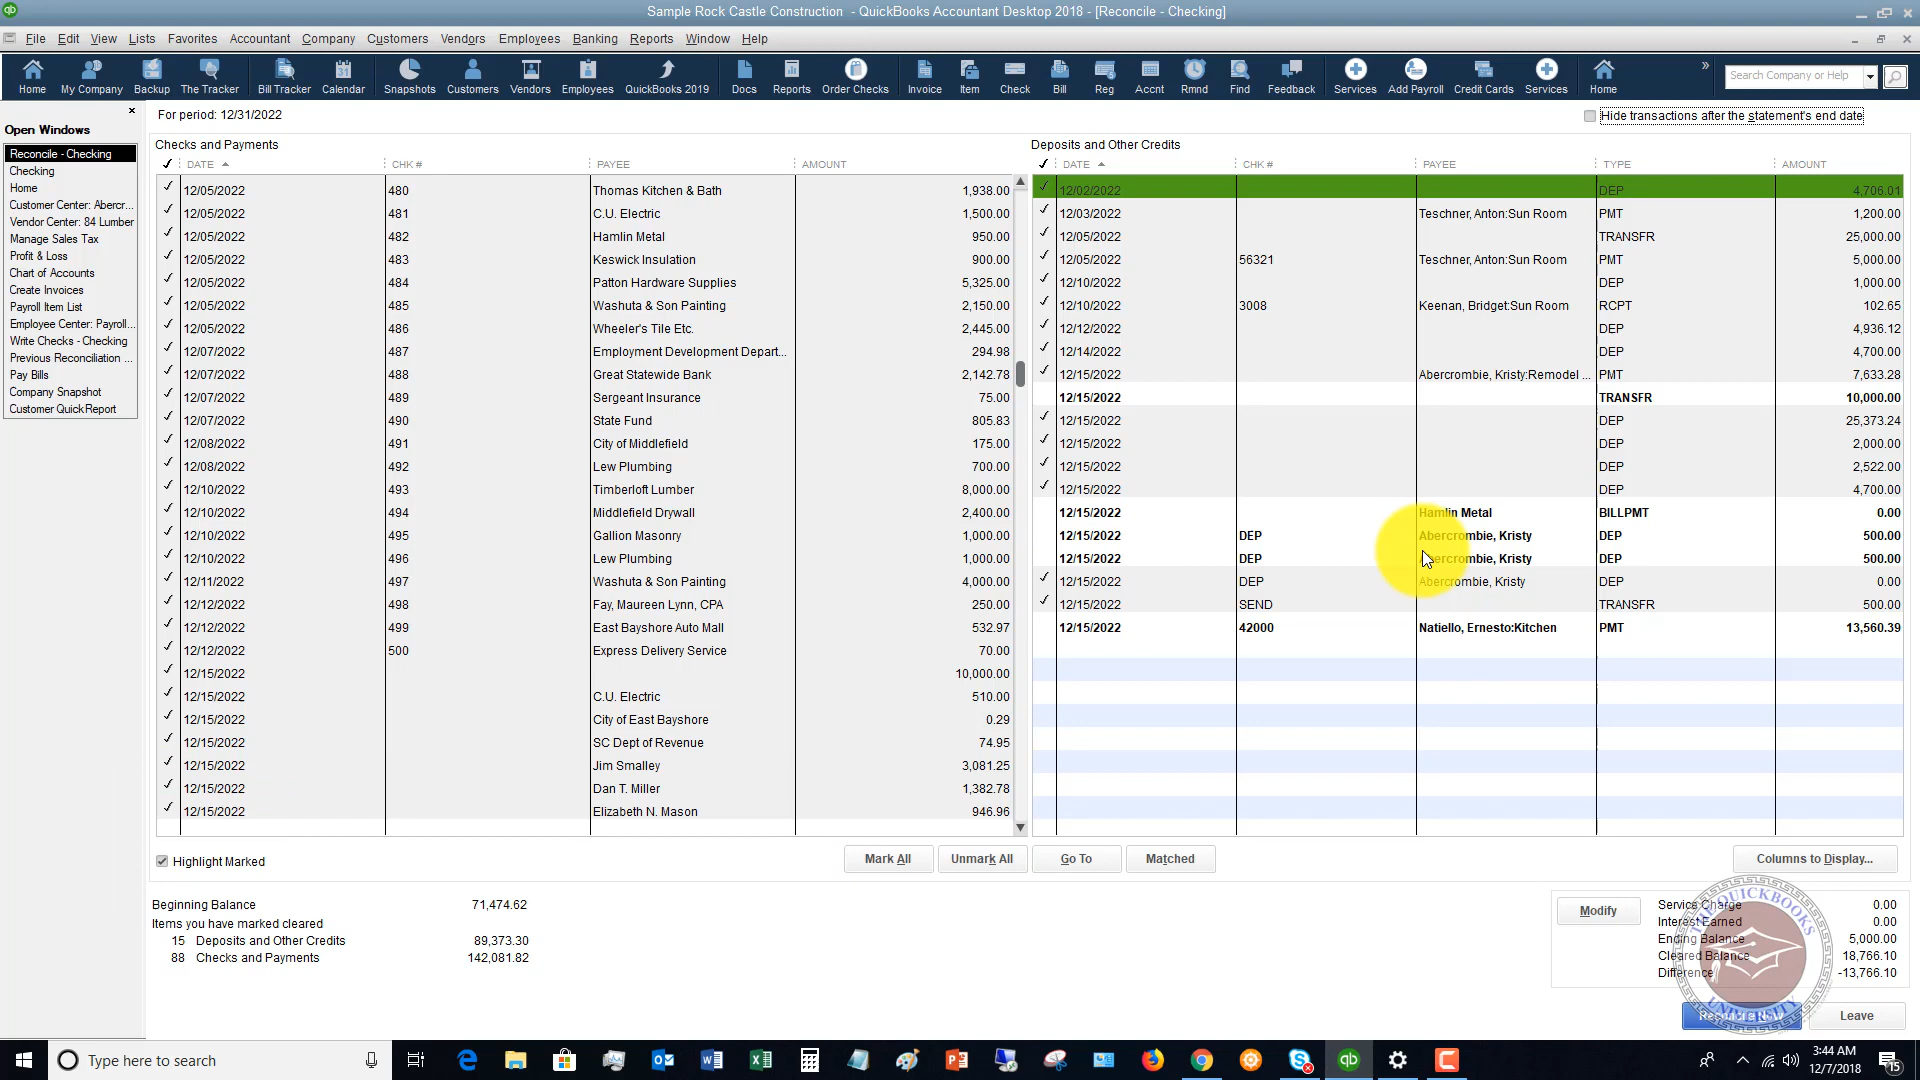 Sample Rock Castle Construction - QuickBooks Accountant Desktop 2018 - [Reconcile - Checking]
File Edit View Lists Favorites Accountant Company Customers Vendors Employees Banking Reports Window Help
Home My Company Backup The Tracker Bill Tracker Calendar Snapshots Customers Vendors Employees QuickBooks 2019 Docs Reports Order Checks Invoice Item Check Bill Reg Accnt Rmnd Find Feedback Services Add Payroll Credit Cards Services Home » Search Company or Help
Open Windows
Reconcile - Checking
Checking
Home
Customer Center: Abercr...
Vendor Center: 84 Lumber
Manage Sales Tax
Profit & Loss
Chart of Accounts
Create Invoices
Payroll Item List
Employee Center: Payroll...
Write Checks - Checking
Previous Reconciliation ...
Pay Bills
Company Snapshot
Customer QuickReport
For period: 12/31/2022
Hide transactions after the statement's end date
Checks and Payments
✓ DATE CHK # PAYEE AMOUNT
✓ 12/05/2022 480 Thomas Kitchen & Bath 1,938.00
✓ 12/05/2022 481 C.U. Electric 1,500.00
✓ 12/05/2022 482 Hamlin Metal 950.00
✓ 12/05/2022 483 Keswick Insulation 900.00
✓ 12/05/2022 484 Patton Hardware Supplies 5,325.00
✓ 12/05/2022 485 Washuta & Son Painting 2,150.00
✓ 12/05/2022 486 Wheeler's Tile Etc. 2,445.00
✓ 12/07/2022 487 Employment Development Depart... 294.98
✓ 12/07/2022 488 Great Statewide Bank 2,142.78
✓ 12/07/2022 489 Sergeant Insurance 75.00
✓ 12/07/2022 490 State Fund 805.83
✓ 12/08/2022 491 City of Middlefield 175.00
✓ 12/08/2022 492 Lew Plumbing 700.00
✓ 12/10/2022 493 Timberloft Lumber 8,000.00
✓ 12/10/2022 494 Middlefield Drywall 2,400.00
✓ 12/10/2022 495 Gallion Masonry 1,000.00
✓ 12/10/2022 496 Lew Plumbing 1,000.00
✓ 12/11/2022 497 Washuta & Son Painting 4,000.00
✓ 12/12/2022 498 Fay, Maureen Lynn, CPA 250.00
✓ 12/12/2022 499 East Bayshore Auto Mall 532.97
✓ 12/12/2022 500 Express Delivery Service 70.00
✓ 12/15/2022 10,000.00
✓ 12/15/2022 C.U. Electric 510.00
✓ 12/15/2022 City of East Bayshore 0.29
✓ 12/15/2022 SC Dept of Revenue 74.95
✓ 12/15/2022 Jim Smalley 3,081.25
✓ 12/15/2022 Dan T. Miller 1,382.78
✓ 12/15/2022 Elizabeth N. Mason 946.96
Deposits and Other Credits
✓ DATE CHK # PAYEE TYPE AMOUNT
✓ 12/02/2022 DEP 4,706.01
✓ 12/03/2022 Teschner, Anton:Sun Room PMT 1,200.00
✓ 12/05/2022 TRANSFR 25,000.00
✓ 12/05/2022 56321 Teschner, Anton:Sun Room PMT 5,000.00
✓ 12/10/2022 DEP 1,000.00
✓ 12/10/2022 3008 Keenan, Bridget:Sun Room RCPT 102.65
✓ 12/12/2022 DEP 4,936.12
✓ 12/14/2022 DEP 4,700.00
✓ 12/15/2022 Abercrombie, Kristy:Remodel ... PMT 7,633.28
12/15/2022 TRANSFR 10,000.00
✓ 12/15/2022 DEP 25,373.24
✓ 12/15/2022 DEP 2,000.00
✓ 12/15/2022 DEP 2,522.00
✓ 12/15/2022 DEP 4,700.00
12/15/2022 Hamlin Metal BILLPMT 0.00
12/15/2022 DEP Abercrombie, Kristy DEP 500.00
12/15/2022 DEP Abercrombie, Kristy DEP 500.00
✓ 12/15/2022 DEP Abercrombie, Kristy DEP 0.00
✓ 12/15/2022 SEND TRANSFR 500.00
12/15/2022 42000 Natiello, Ernesto:Kitchen PMT 13,560.39
Highlight Marked
Mark All Unmark All Go To Matched Columns to Display...
Beginning Balance 71,474.62
Items you have marked cleared
15 Deposits and Other Credits 89,373.30
88 Checks and Payments 142,081.82
Modify
Service Charge 0.00
Interest Earned 0.00
Ending Balance 5,000.00
Cleared Balance 18,766.10
Difference -13,766.10
THE QUICKBOOKS UNIVERSITY
Reconcile Now Leave
Type here to search
3:44 AM
12/7/2018
15